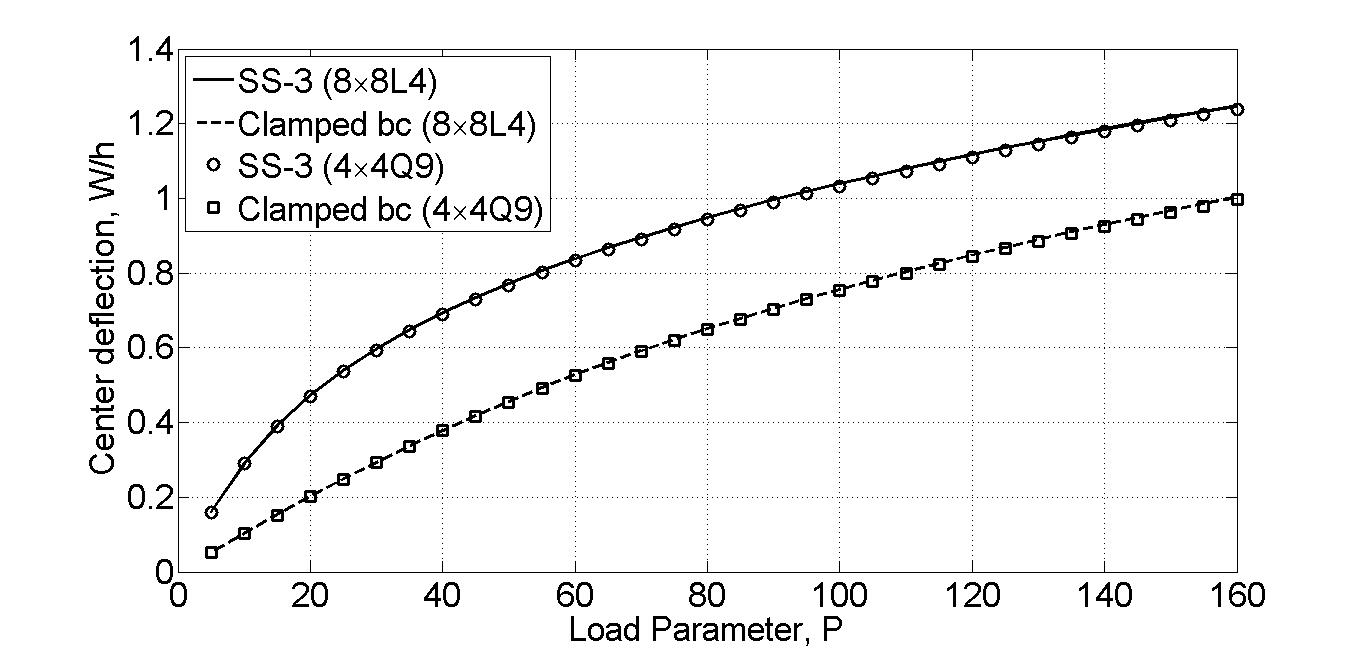 1.4
1.2
1
0.8
0.6
0.4
0.2
0
Center deflection, W/h
SS-3 (8×8L4)
Clamped bc (8×8L4)
SS-3 (4×4Q9)
Clamped bc (4×4Q9)
0 20 40 60 80 100 120 140 160
Load Parameter, P